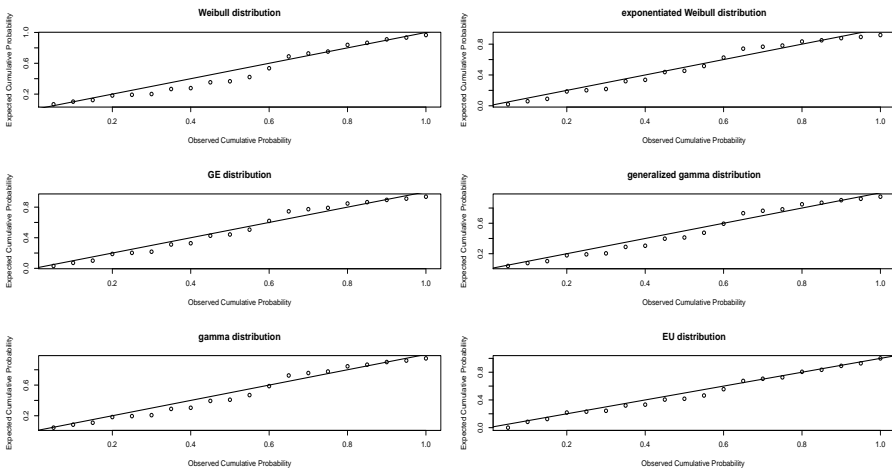 Weibull distribution
Expected Cumulative Probability
0.2 0.6 1.0
0.2 0.4 0.6 0.8 1.0
Observed Cumulative Probability
exponentiated Weibull distribution
Expected Cumulative Probability
0.0 0.4 0.8
0.2 0.4 0.6 0.8 1.0
Observed Cumulative Probability
GE distribution
Expected Cumulative Probability
0.0 0.4 0.8
0.2 0.4 0.6 0.8 1.0
Observed Cumulative Probability
generalized gamma distribution
Expected Cumulative Probability
0.2 0.6
0.2 0.4 0.6 0.8 1.0
Observed Cumulative Probability
gamma distribution
Expected Cumulative Probability
0.2 0.6
0.2 0.4 0.6 0.8 1.0
Observed Cumulative Probability
EU distribution
Expected Cumulative Probability
0.0 0.4 0.8
0.2 0.4 0.6 0.8 1.0
Observed Cumulative Probability